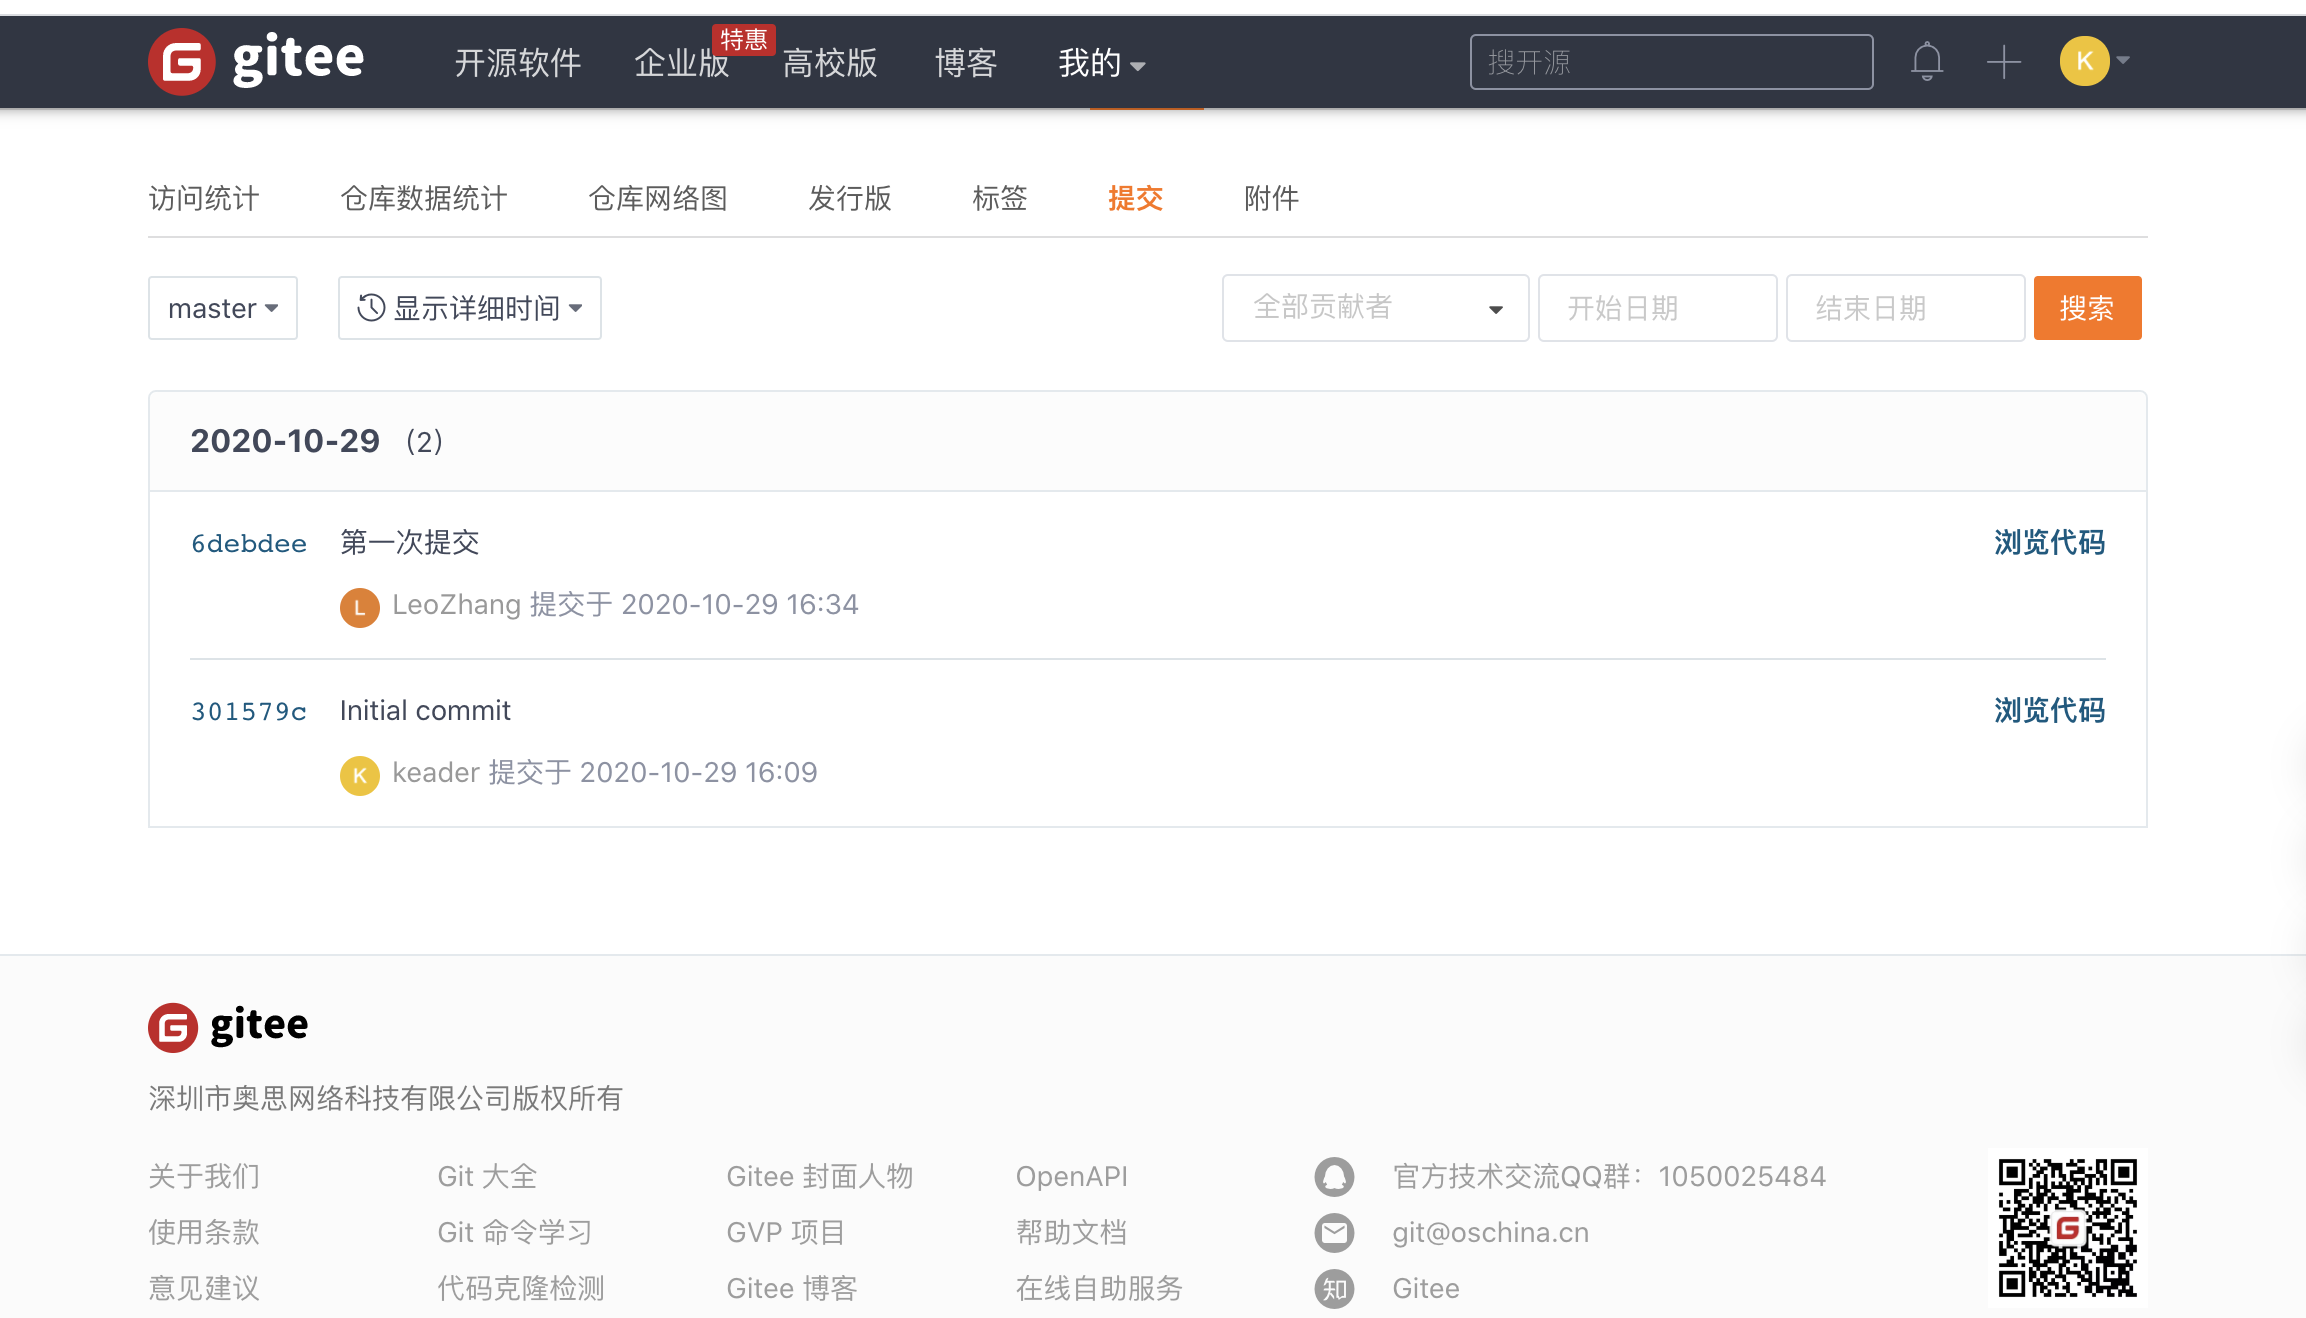 gitee 开源软件 企业版 特惠 高校版 博客 我的 搜开源 K
访问统计 仓库数据统计 仓库网络图 发行版 标签 提交 附件
master 显示详细时间 全部贡献者 开始日期 结束日期 搜索
2020-10-29 (2)
6debdee 第一次提交 浏览代码
L LeoZhang 提交于 2020-10-29 16:34
301579c Initial commit 浏览代码
K keader 提交于 2020-10-29 16:09
gitee
深圳市奥思网络科技有限公司版权所有
关于我们 Git 大全 Gitee 封面人物 OpenAPI 官方技术交流QQ群：1050025484
使用条款 Git 命令学习 GVP 项目 帮助文档 git@oschina.cn
意见建议 代码克隆检测 Gitee 博客 在线自助服务 知 Gitee